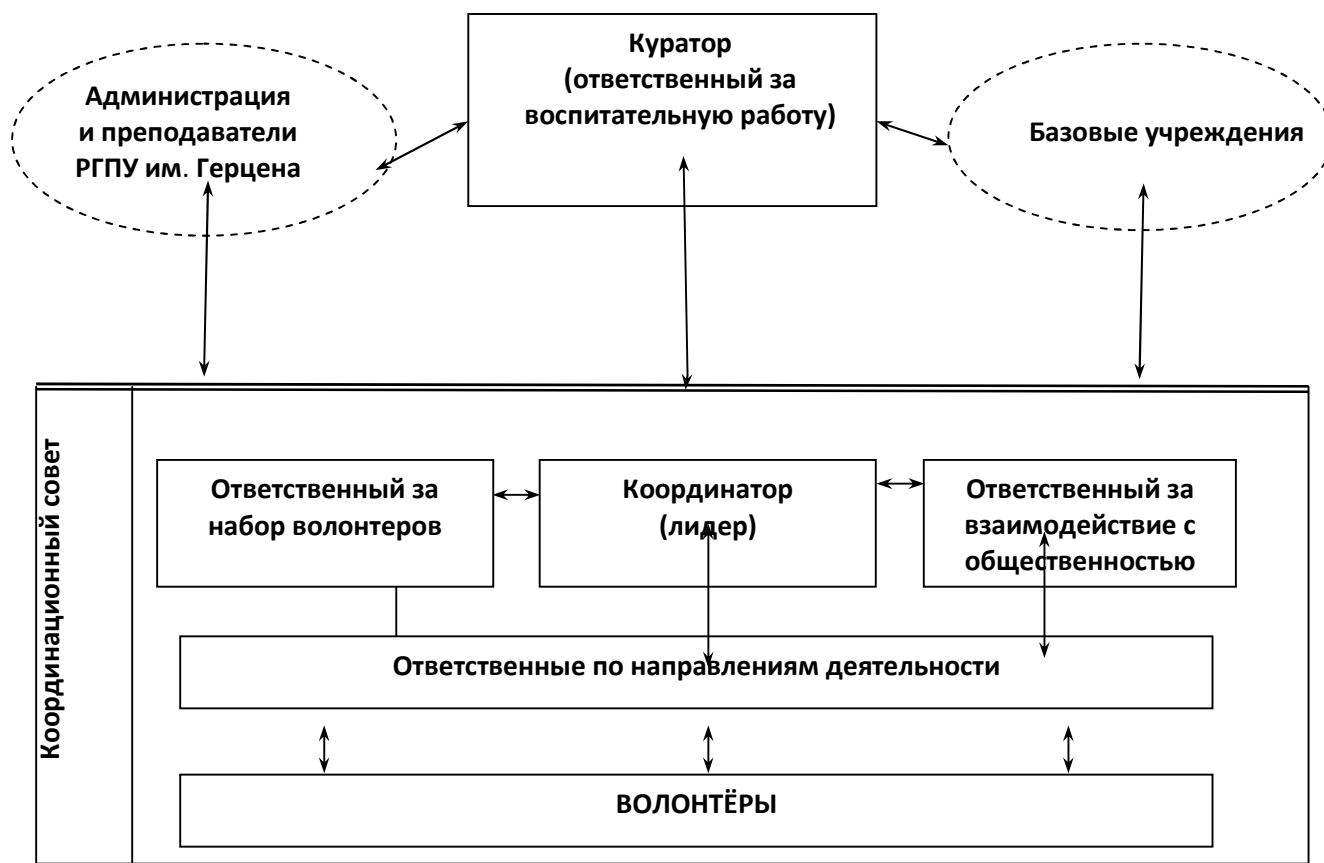 Куратор
(ответственный за
воспитательную работу)
Администрация
и преподаватели
РГПУ им. Герцена
Базовые учреждения
Координационный совет
Ответственный за
набор волонтеров
Координатор
(лидер)
Ответственный за
взаимодействие с
общественностью
Ответственные по направлениям деятельности
ВОЛОНТЁРЫ